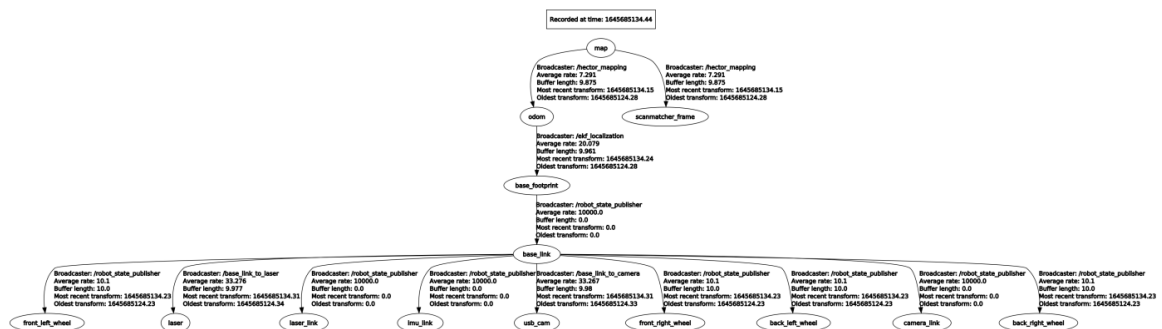 Recorded at time: 1645685134.44
map
Broadcaster: /hector_mapping
Average rate: 7.291
Buffer length: 9.875
Most recent transform: 1645685134.15
Oldest transform: 1645685124.28
Broadcaster: /hector_mapping
Average rate: 7.291
Buffer length: 9.875
Most recent transform: 1645685134.15
Oldest transform: 1645685124.28
odom
scanmatcher_frame
Broadcaster: /ekf_localization
Average rate: 20.079
Buffer length: 9.961
Most recent transform: 1645685134.24
Oldest transform: 1645685124.28
base_footprint
Broadcaster: /robot_state_publisher
Average rate: 10000.0
Buffer length: 0.0
Most recent transform: 0.0
Oldest transform: 0.0
base_link
Broadcaster: /robot_state_publisher
Average rate: 10.1
Buffer length: 10.0
Most recent transform: 1645685134.23
Oldest transform: 1645685124.23
Broadcaster: /base_link_to_laser
Average rate: 33.276
Buffer length: 9.977
Most recent transform: 1645685134.31
Oldest transform: 1645685124.34
Broadcaster: /robot_state_publisher
Average rate: 10000.0
Buffer length: 0.0
Most recent transform: 0.0
Oldest transform: 0.0
Broadcaster: /robot_state_publisher
Average rate: 10000.0
Buffer length: 0.0
Most recent transform: 0.0
Oldest transform: 0.0
Broadcaster: /base_link_to_camera
Average rate: 33.267
Buffer length: 9.98
Most recent transform: 1645685134.31
Oldest transform: 1645685124.33
Broadcaster: /robot_state_publisher
Average rate: 10.1
Buffer length: 10.0
Most recent transform: 1645685134.23
Oldest transform: 1645685124.23
Broadcaster: /robot_state_publisher
Average rate: 10.1
Buffer length: 10.0
Most recent transform: 1645685134.23
Oldest transform: 1645685124.23
Broadcaster: /robot_state_publisher
Average rate: 10000.0
Buffer length: 0.0
Most recent transform: 0.0
Oldest transform: 0.0
Broadcaster: /robot_state_publisher
Average rate: 10.1
Buffer length: 10.0
Most recent transform: 1645685134.23
Oldest transform: 1645685124.23
front_left_wheel
laser
laser_link
imu_link
usb_cam
front_right_wheel
back_left_wheel
camera_link
back_right_wheel